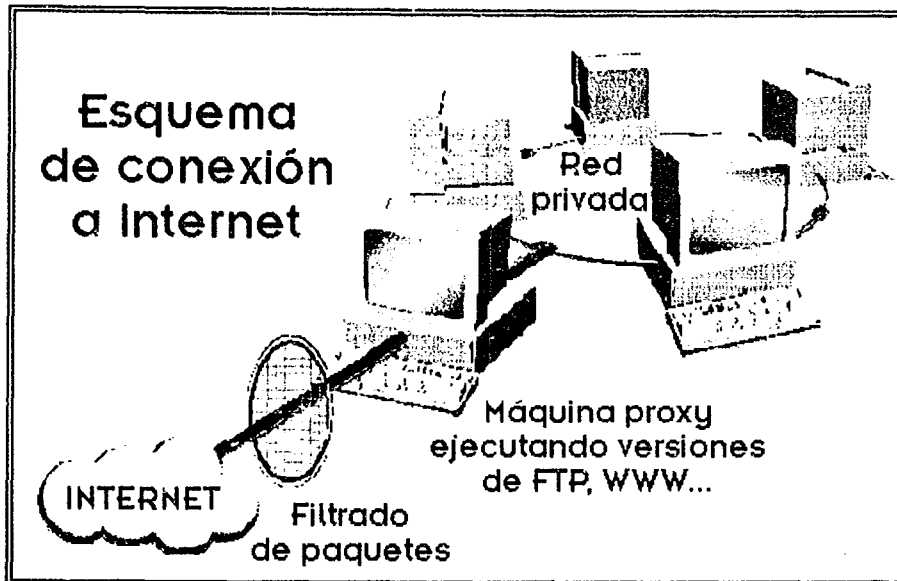 Esquema
de conexión
a Internet
Red
privada
Máquina proxy
ejecutando versiones
de FTP, WWW...
INTERNET
Filtrado
de paquetes